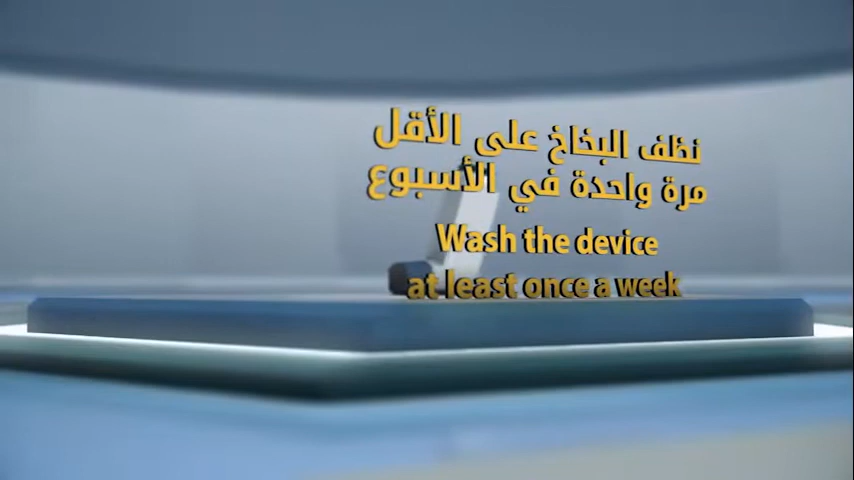 نظف البخاخ على الأقل
مرة واحدة في الأسبوع
Wash the device
at least once a week